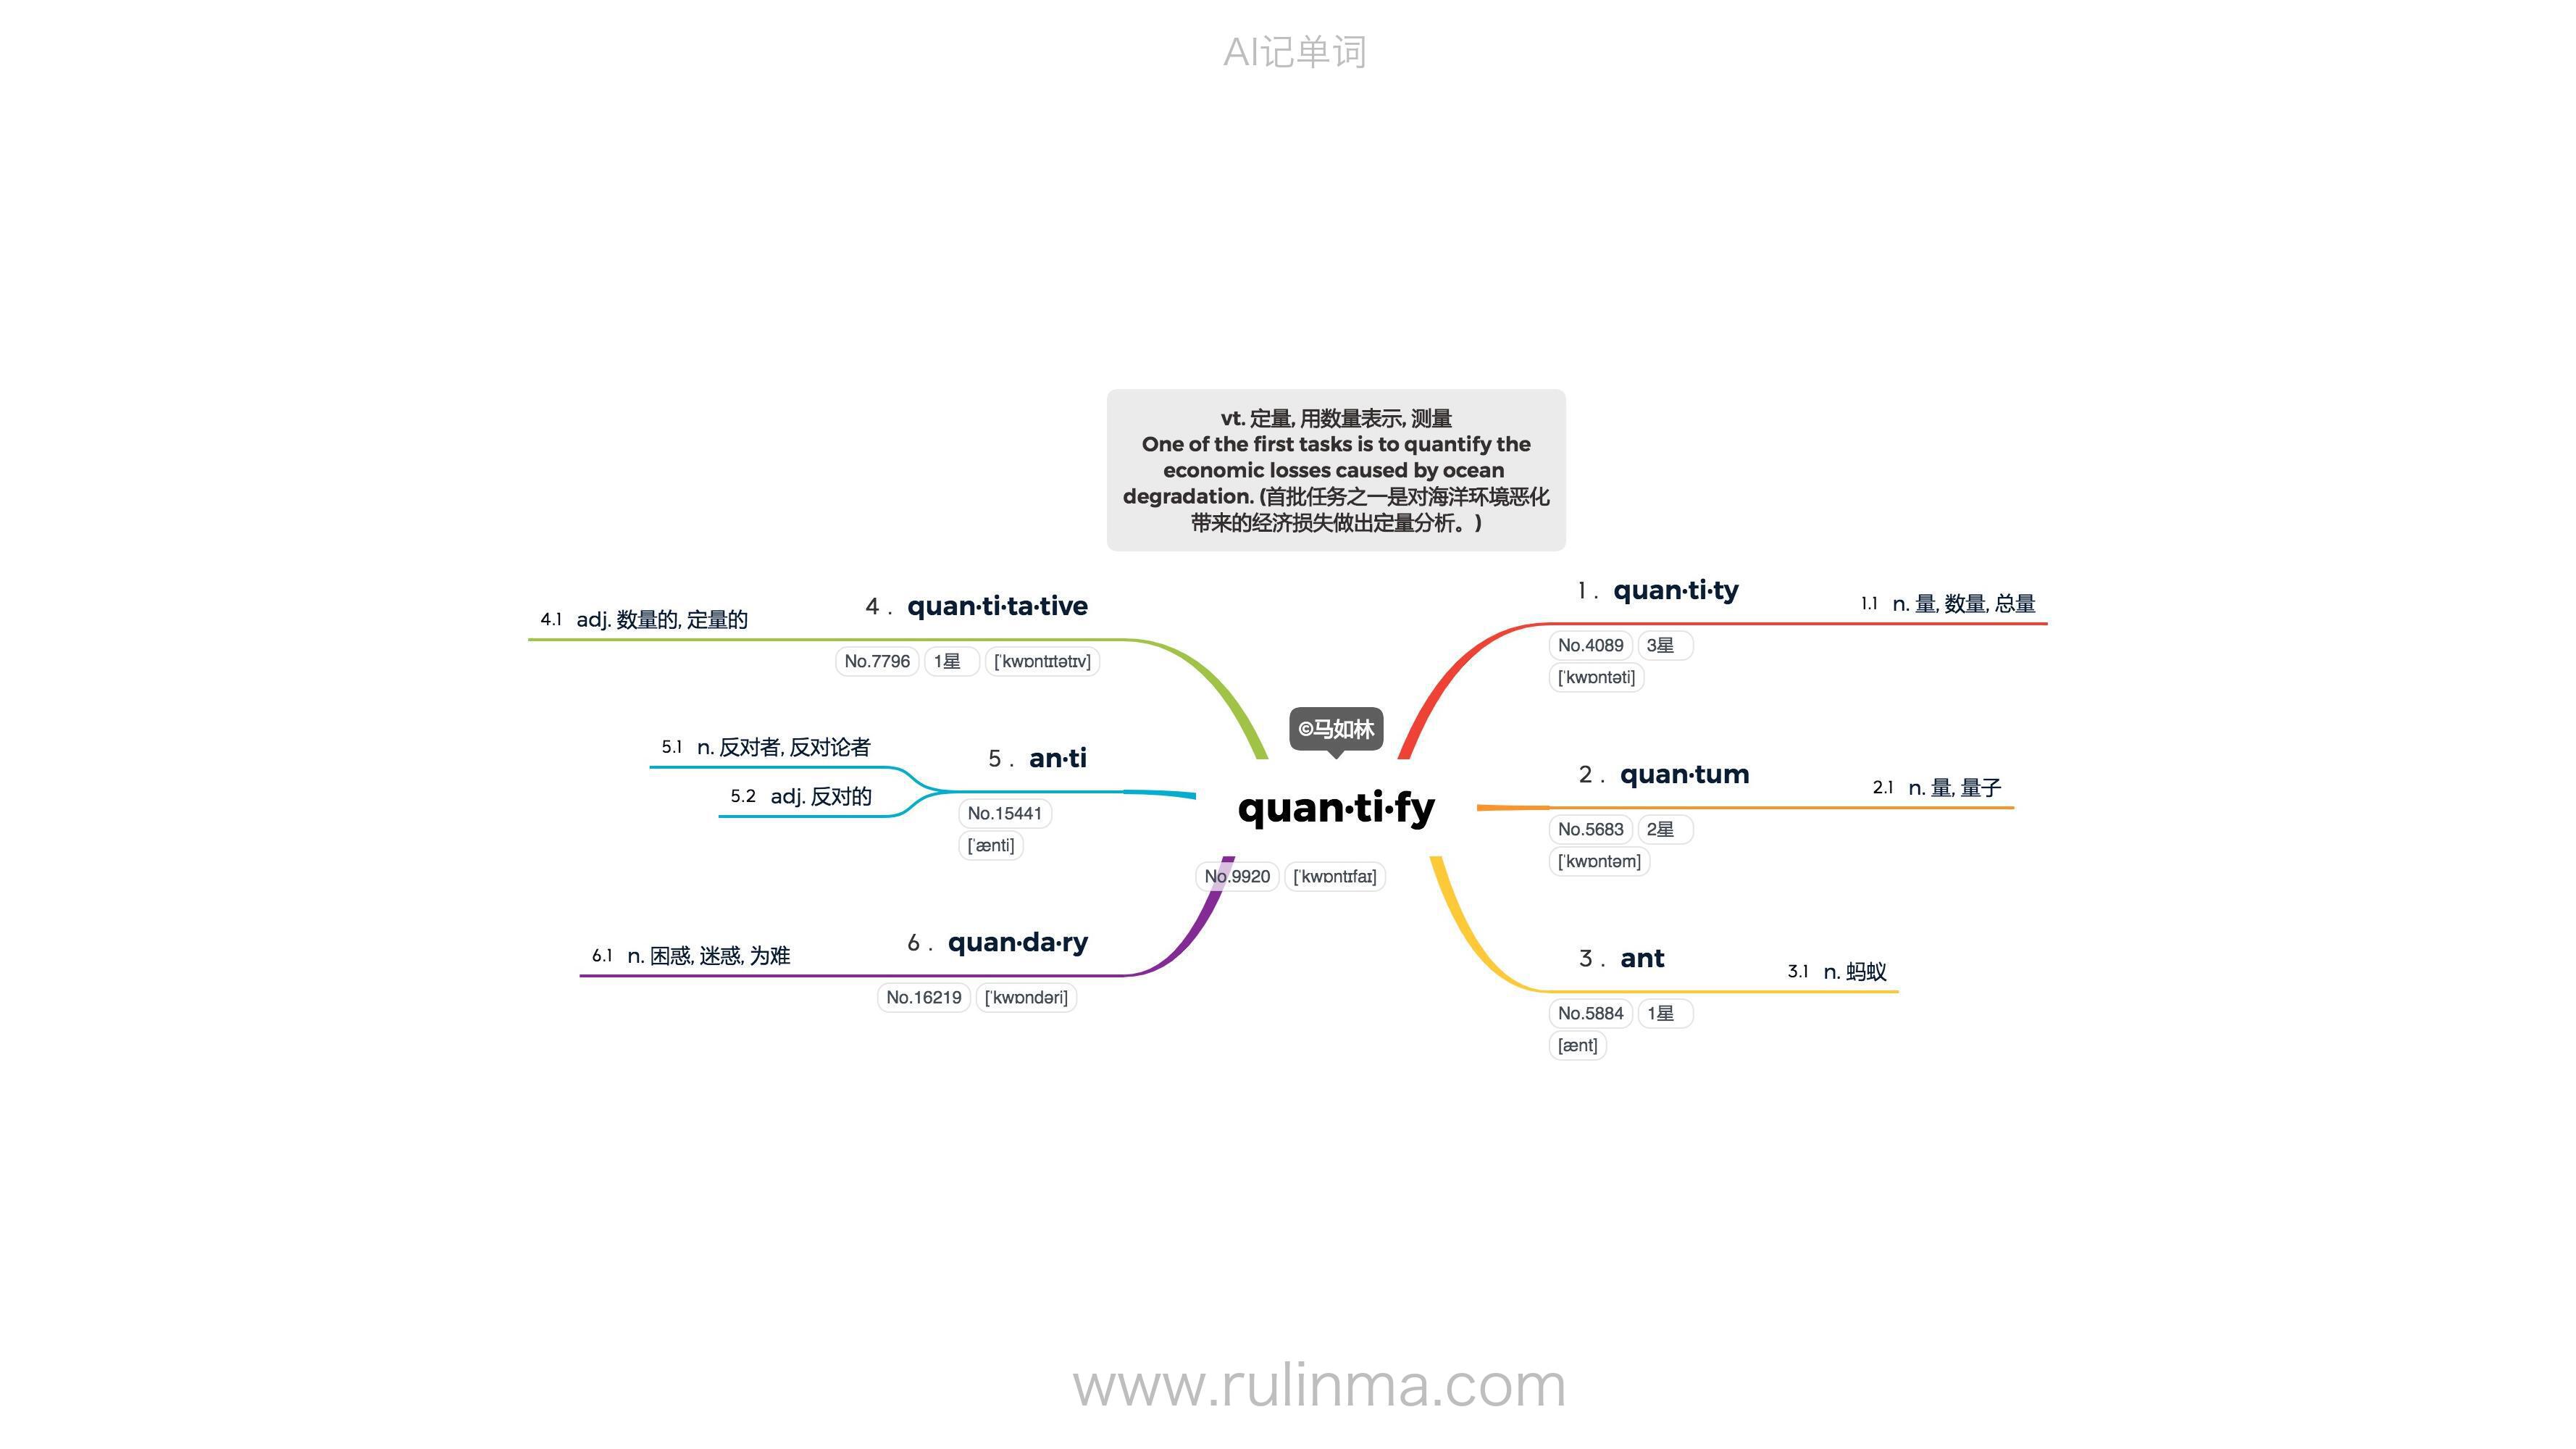 AI记单词
vt. 定量, 用数量表示, 测量
One of the first tasks is to quantify the
economic losses caused by ocean
degradation. (首批任务之一是对海洋环境恶化
带来的经济损失做出定量分析。)
©马如林
quan·ti·fy
No.9920 [ˈkwɒntɪfaɪ]
1 . quan·ti·ty
No.4089 3星
[ˈkwɒntəti]
1.1 n. 量, 数量, 总量
2 . quan·tum
No.5683 2星
[ˈkwɒntəm]
2.1 n. 量, 量子
3 . ant
No.5884 1星
[ænt]
3.1 n. 蚂蚁
4 . quan·ti·ta·tive
No.7796 1星 [ˈkwɒntɪtətɪv]
4.1 adj. 数量的, 定量的
5 . an·ti
No.15441
[ˈænti]
5.1 n. 反对者, 反对论者
5.2 adj. 反对的
6 . quan·da·ry
No.16219 [ˈkwɒndəri]
6.1 n. 困惑, 迷惑, 为难
www.rulinma.com